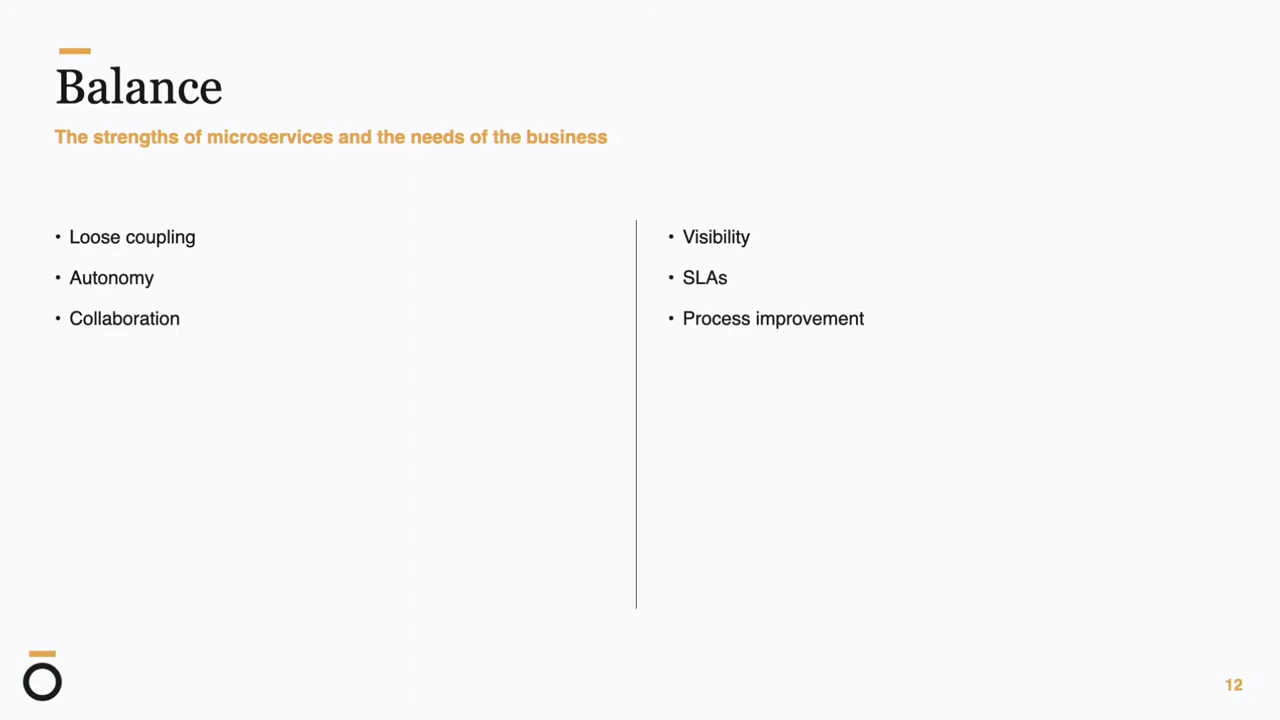 Balance
The strengths of microservices and the needs of the business
• Loose coupling
• Autonomy
• Collaboration
• Visibility
• SLAs
• Process improvement
12